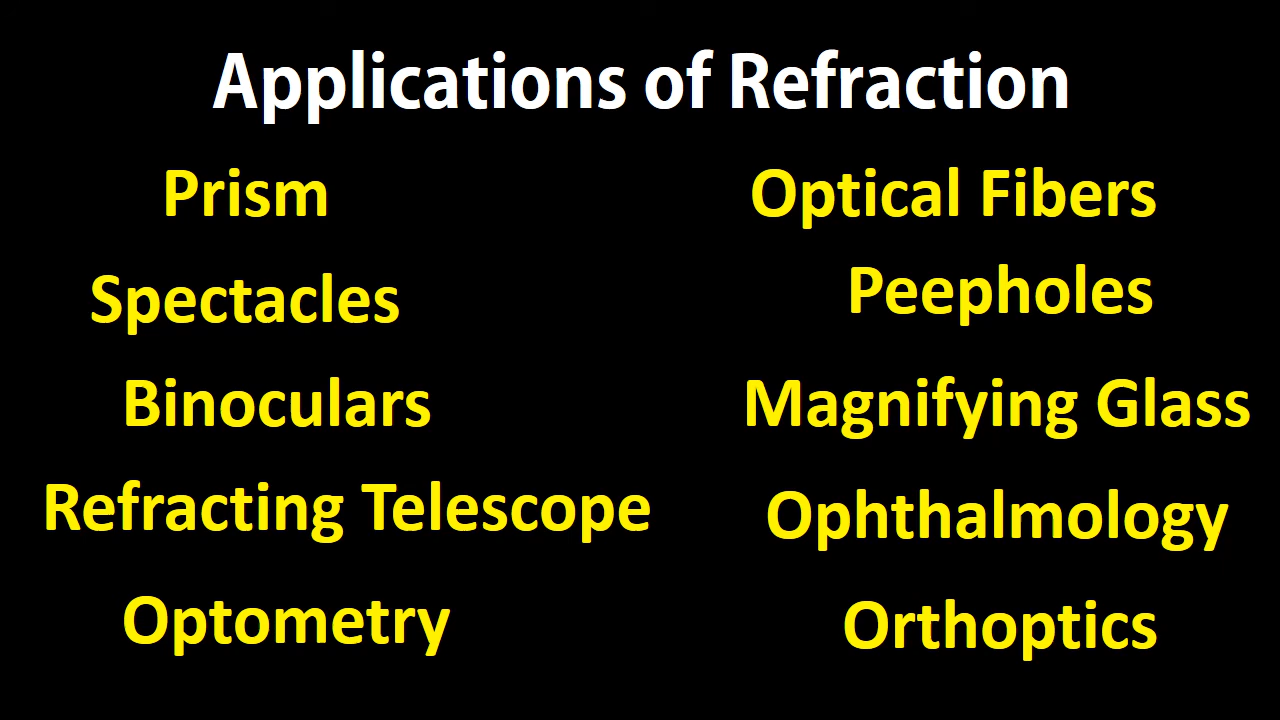 Applications of Refraction
Prism
Spectacles
Binoculars
Refracting Telescope
Optometry
Optical Fibers
Peepholes
Magnifying Glass
Ophthalmology
Orthoptics